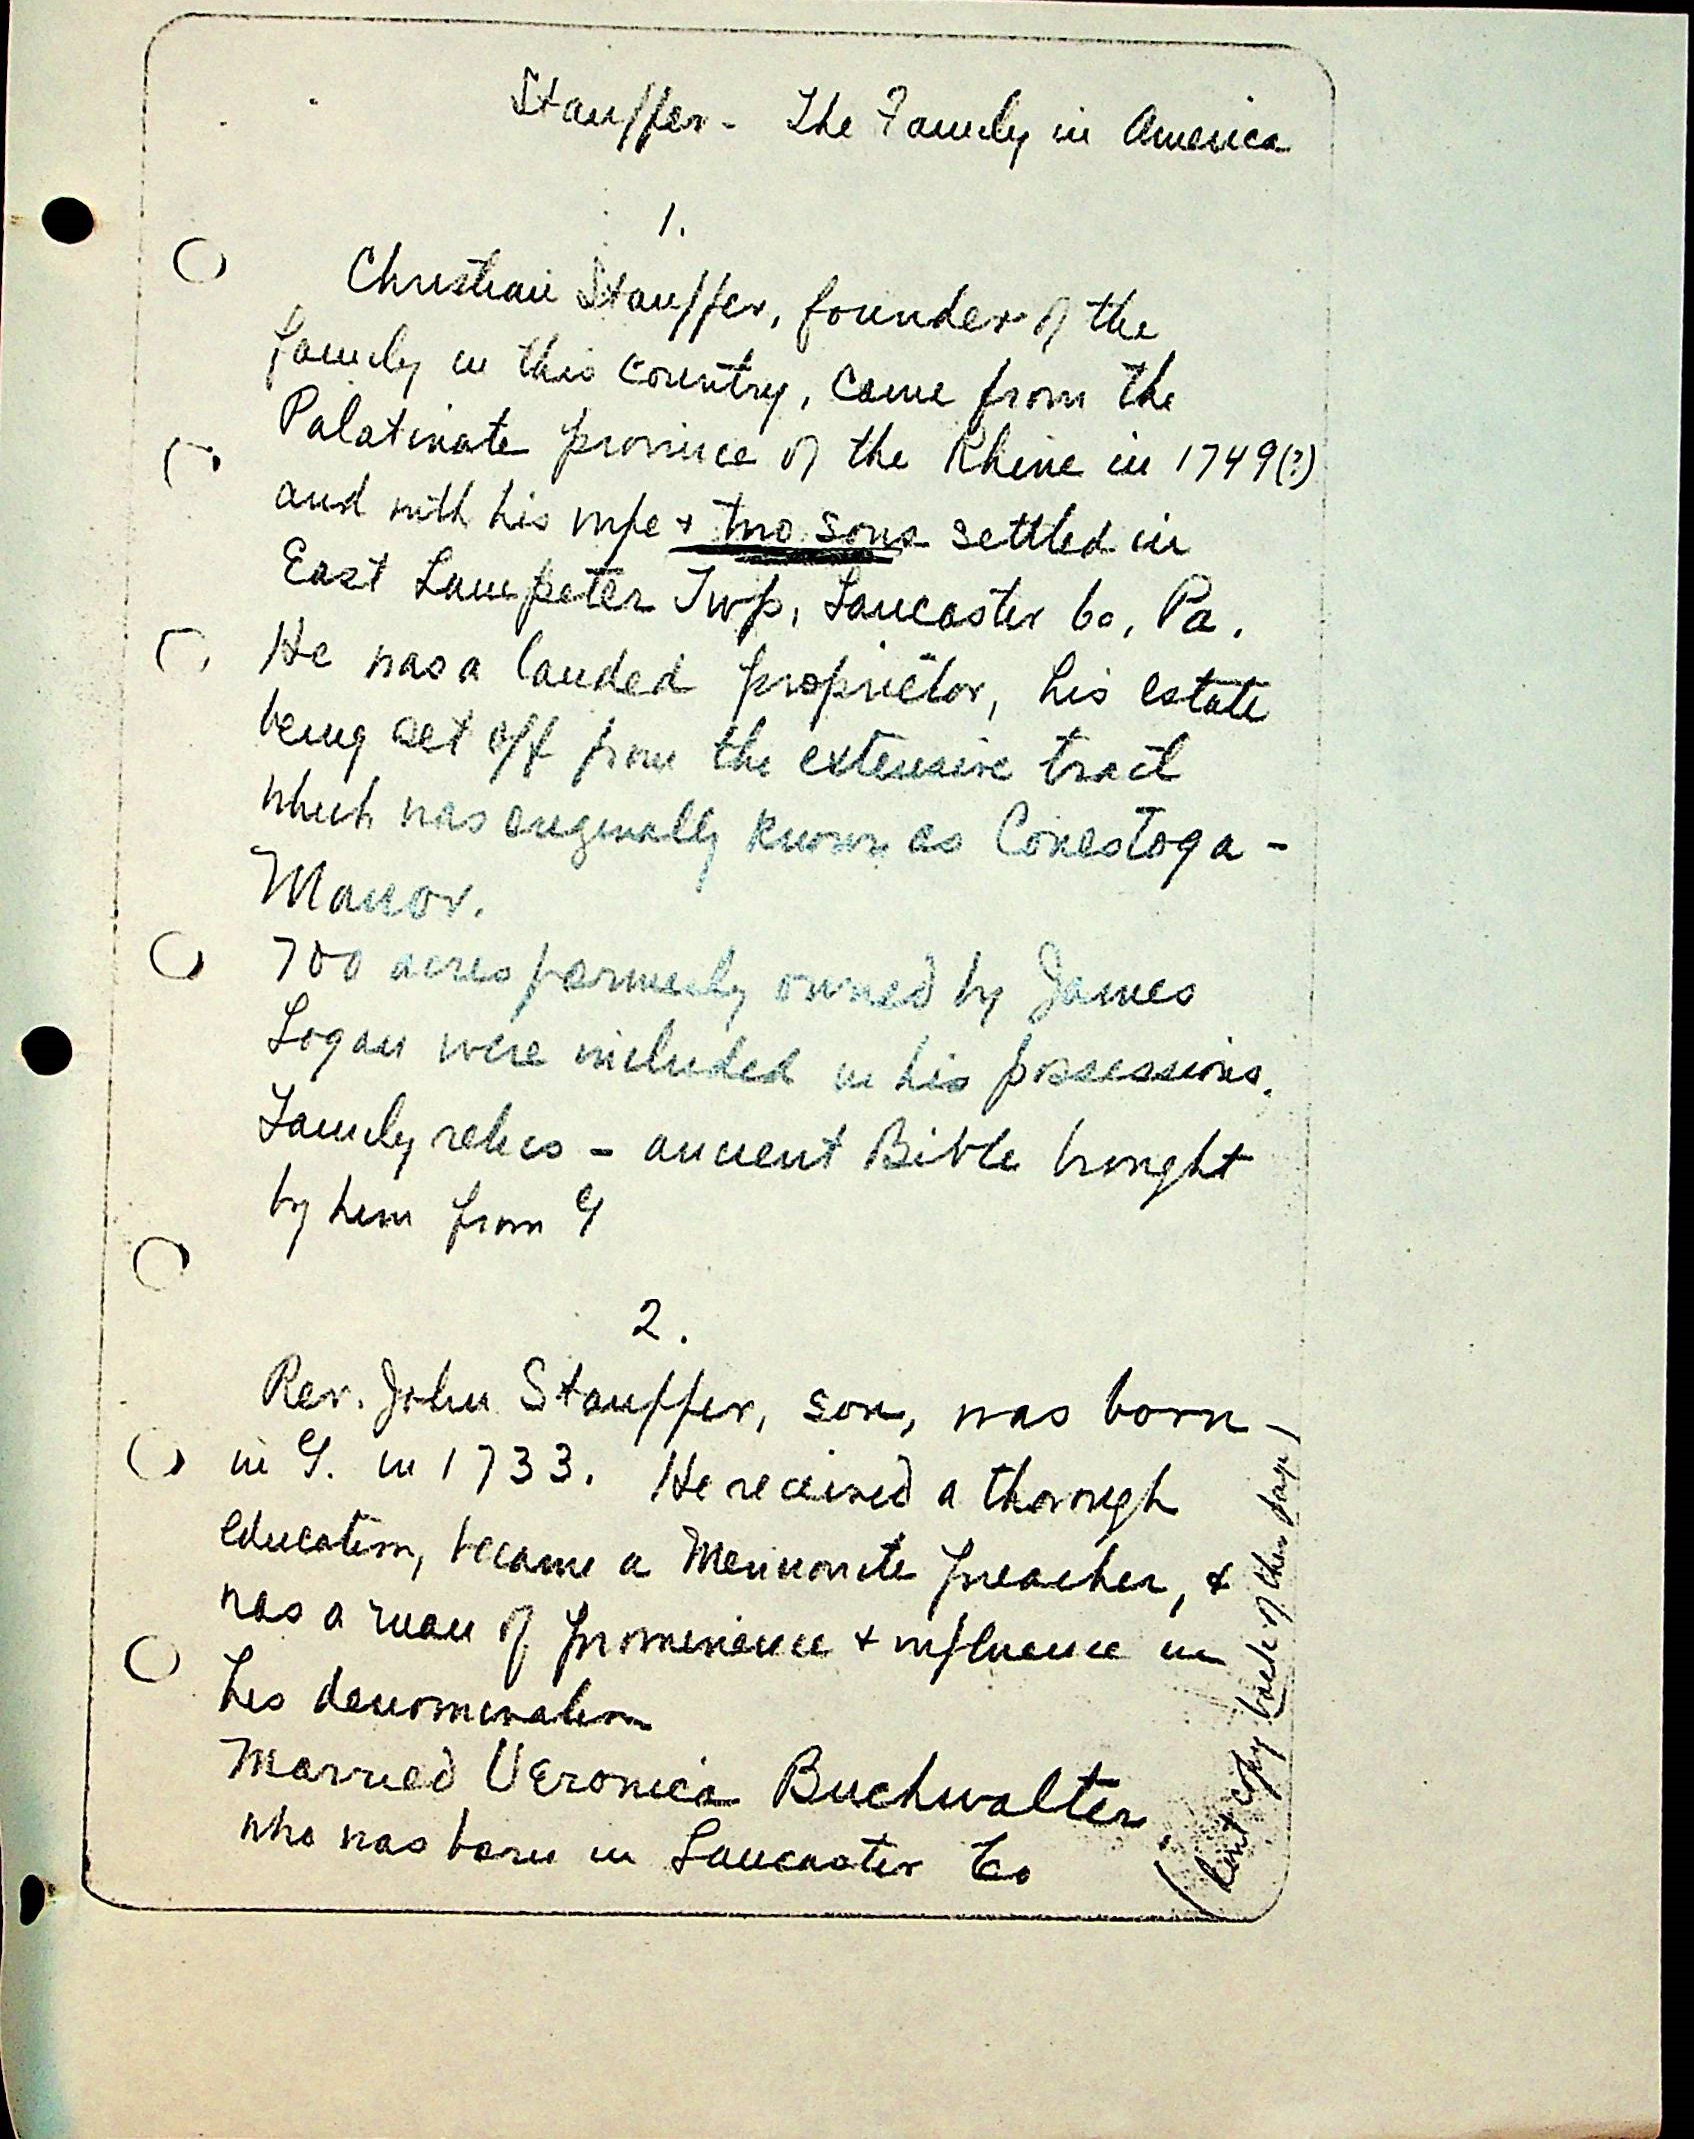 Stauffer - The Family in America
1.
Christian Stauffer, founder of the
family in this country, came from the
Palatinate province of the Rhine in 1749(?)
and with his wife + two sons settled in
East Lampeter Twp, Lancaster Co, Pa.
He was a landed proprietor, his estate
being set off from the extensive tract
which was originally known as Conestoga -
Manor.
700 acres formerly owned by James
Logan were included in his possessions.
Family relics - ancient Bible brought
by him from G
2.
Rev. John Stauffer, son, was born
in G. in 1733. He received a thorough
education, became a Mennonite preacher, +
was a man of prominence + influence in
his denomination
Married Veronica Buchwalter,
who was born in Lancaster Co
copy back of this page)